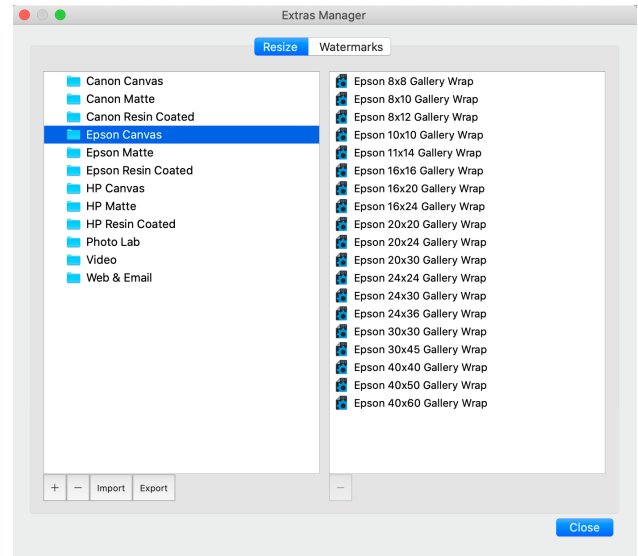 Extras Manager
Resize
Watermarks
Canon Canvas
Canon Matte
Canon Resin Coated
Epson Canvas
Epson Matte
Epson Resin Coated
HP Canvas
HP Matte
HP Resin Coated
Photo Lab
Video
Web & Email
Epson 8x8 Gallery Wrap
Epson 8x10 Gallery Wrap
Epson 8x12 Gallery Wrap
Epson 10x10 Gallery Wrap
Epson 11x14 Gallery Wrap
Epson 16x16 Gallery Wrap
Epson 16x20 Gallery Wrap
Epson 16x24 Gallery Wrap
Epson 20x20 Gallery Wrap
Epson 20x24 Gallery Wrap
Epson 20x30 Gallery Wrap
Epson 24x24 Gallery Wrap
Epson 24x30 Gallery Wrap
Epson 24x36 Gallery Wrap
Epson 30x30 Gallery Wrap
Epson 30x45 Gallery Wrap
Epson 40x40 Gallery Wrap
Epson 40x50 Gallery Wrap
Epson 40x60 Gallery Wrap
+ − Import Export
−
Close